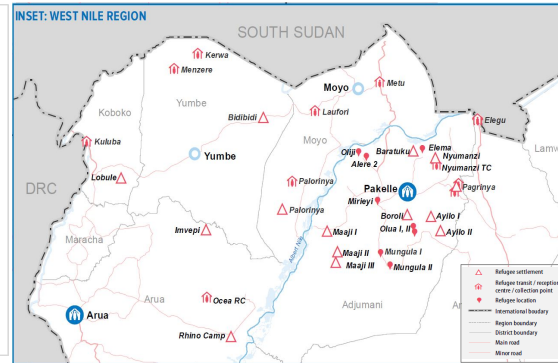 INSET: WEST NILE REGION
SOUTH SUDAN
Kerwa
Menzere
Moyo
Metu
Koboko
Yumbe
Bidibidi
Laufori
Elegu
Kuluba
Moyo
Oliji
Baratuku
Elema
Lamw
Yumbe
Alere 2
Nyumanzi
Nyumanzi TC
DRC
Lobule
Palorinya
Pakelle
Pagrinya
Mirieyi
Palorinya
Boroli
Ayilo I
Maracha
Imvepi
Maaji I
Olua I, II
Ayilo II
Albert Nile
Maaji II
Mungula I
Maaji III
Mungula II
Arua
Ocea RC
Adjumani
Arua
Rhino Camp
Refugee settlement
Refugee transit / reception
centre / collection point
Refugee location
International boudary
Region boundary
District boundary
Main road
Minor road